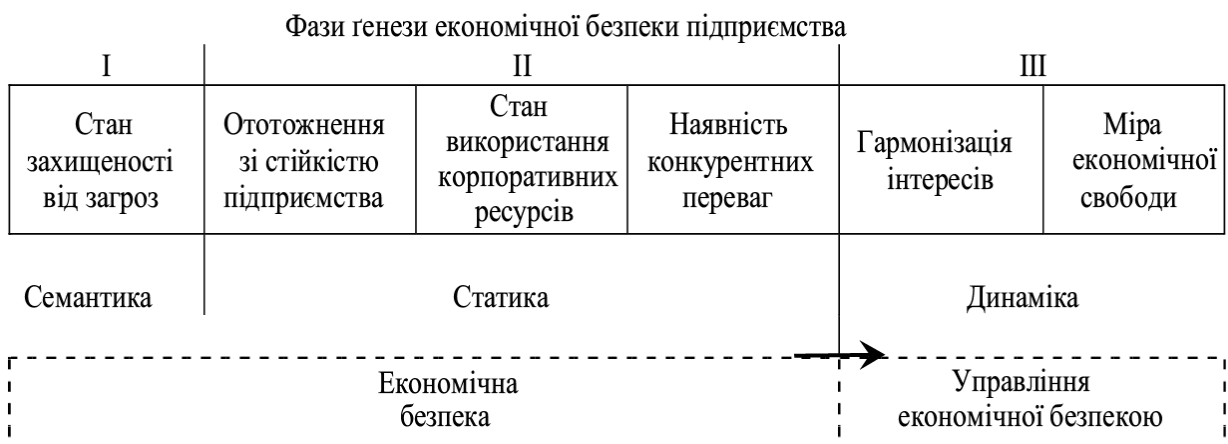 Фази ґенези економічної безпеки підприємства
I
II
III
Стан
захищеності
від загроз
Ототожнення
зі стійкістю
підприємства
Стан
використання
корпоративних
ресурсів
Наявність
конкурентних
переваг
Гармонізація
інтересів
Міра
економічної
свободи
Семантика
Статика
Динаміка
Економічна
безпека
Управління
економічної безпекою